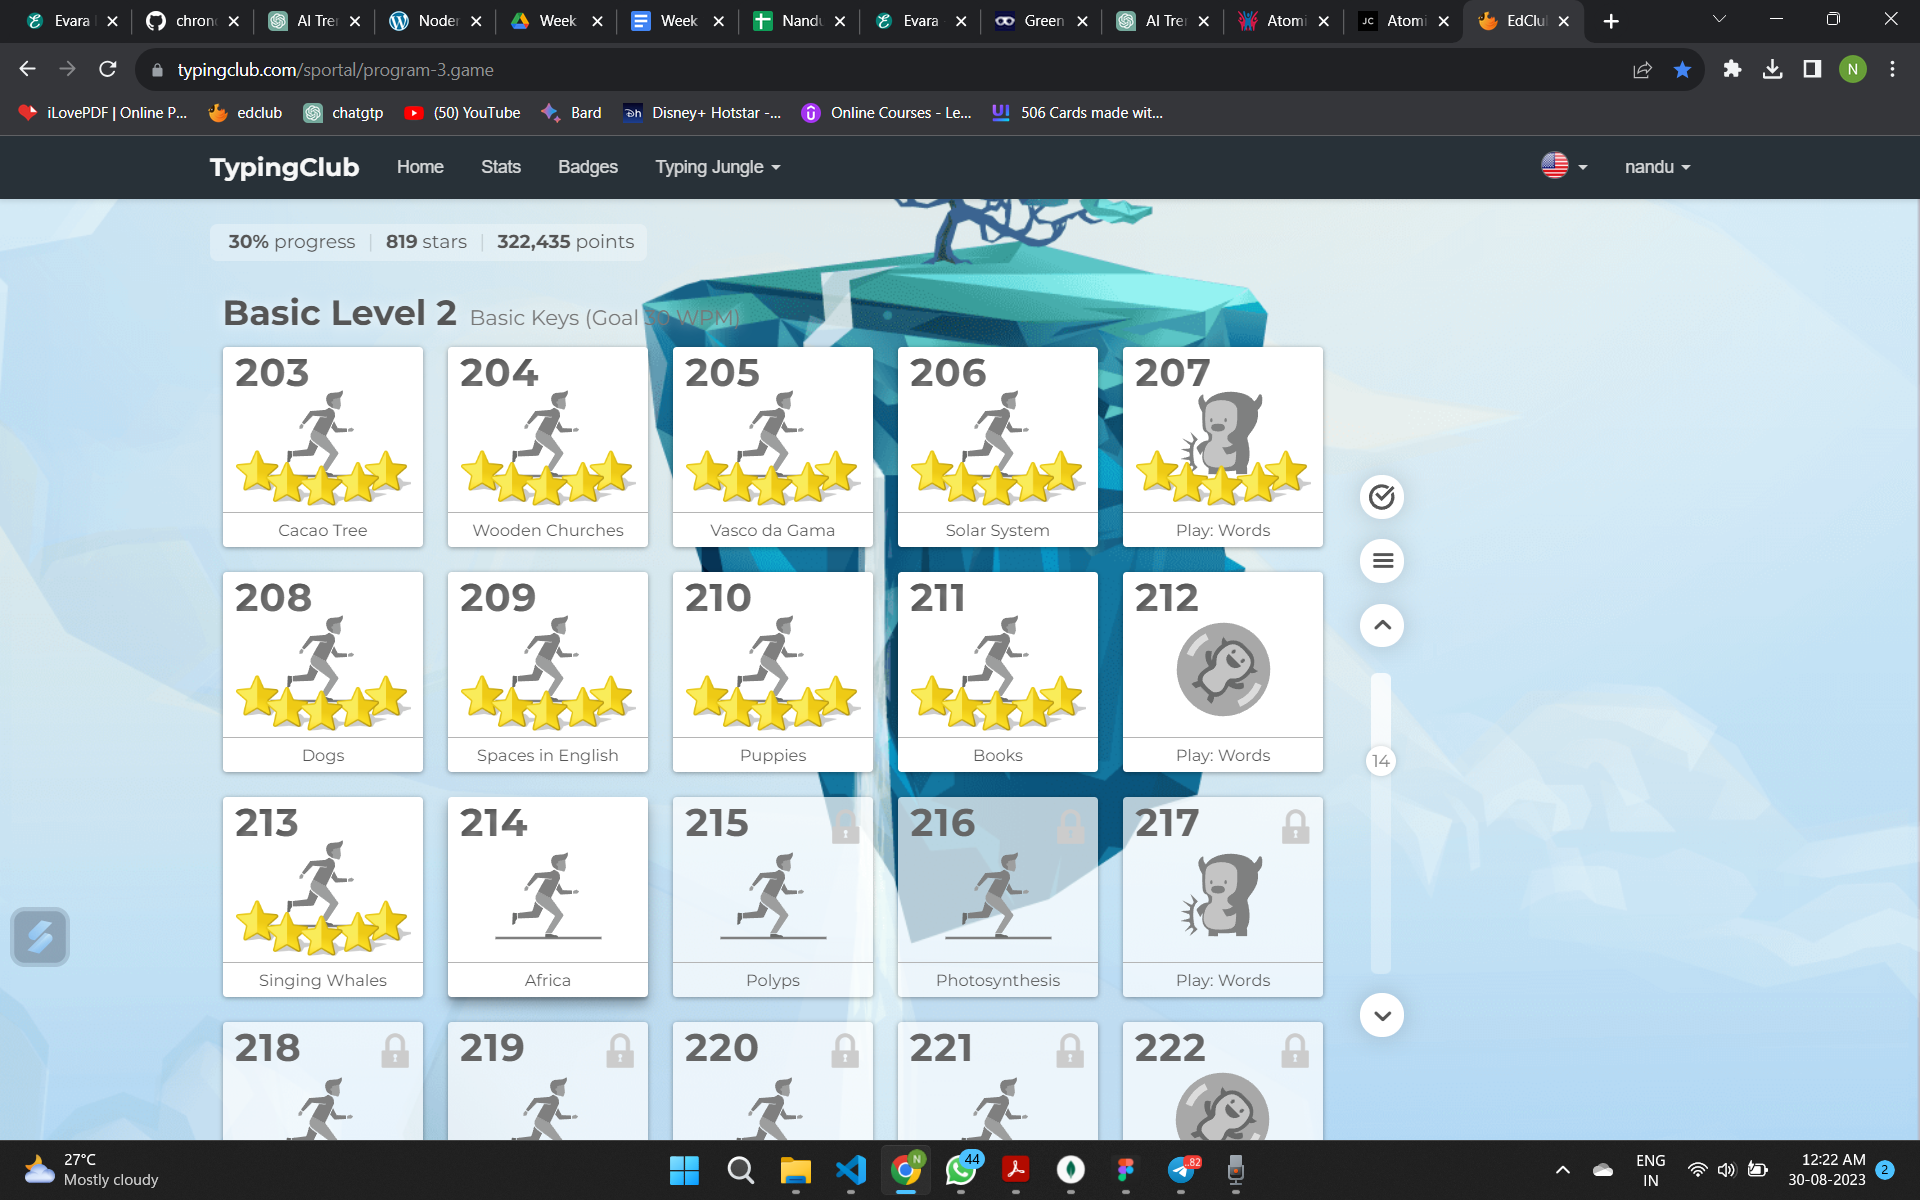 Evara
chron
AI Tren
Noder
Week
Week
Nandu
Evara
Green
AI Tren
Atomi
Atomi
EdClu
typingclub.com/sportal/program-3.game
N
iLovePDF | Online P...
edclub
chatgtp
(50) YouTube
Bard
Disney+ Hotstar -...
Online Courses - Le...
506 Cards made wit...
TypingClub Home Stats Badges Typing Jungle
nandu
30% progress 819 stars 322,435 points
Basic Level 2 Basic Keys (Goal 30 WPM)
203 204 205 206 207
Cacao Tree Wooden Churches Vasco da Gama Solar System Play: Words
208 209 210 211 212
Dogs Spaces in English Puppies Books Play: Words
14
213 214 215 216 217
Singing Whales Africa Polyps Photosynthesis Play: Words
218 219 220 221 222
27°C
Mostly cloudy
N
44
82
ENG
IN
12:22 AM
30-08-2023
2